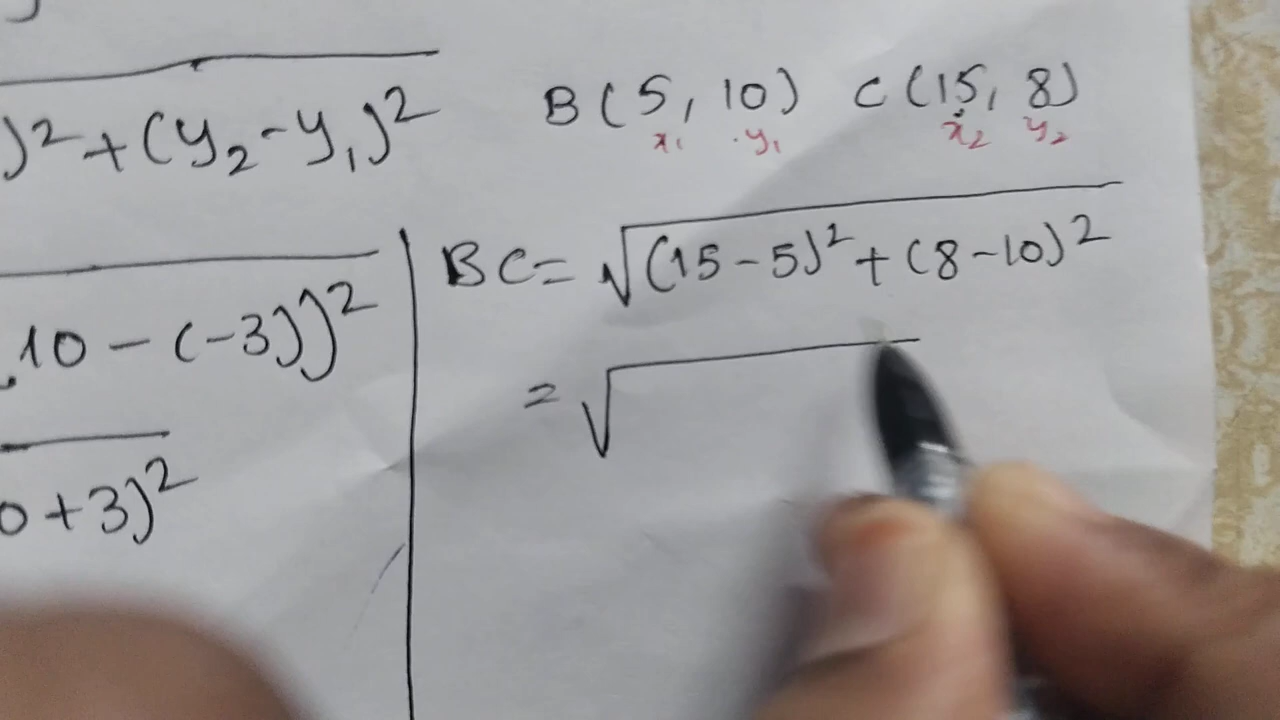 )² + (y₂ - y₁)²
10 - (-3))²
0 + 3)²
B ( 5, 10 ) C ( 15, 8 )
x₁ y₁ x₂ y₂
BC = √(15 - 5)² + (8 - 10)²
= √